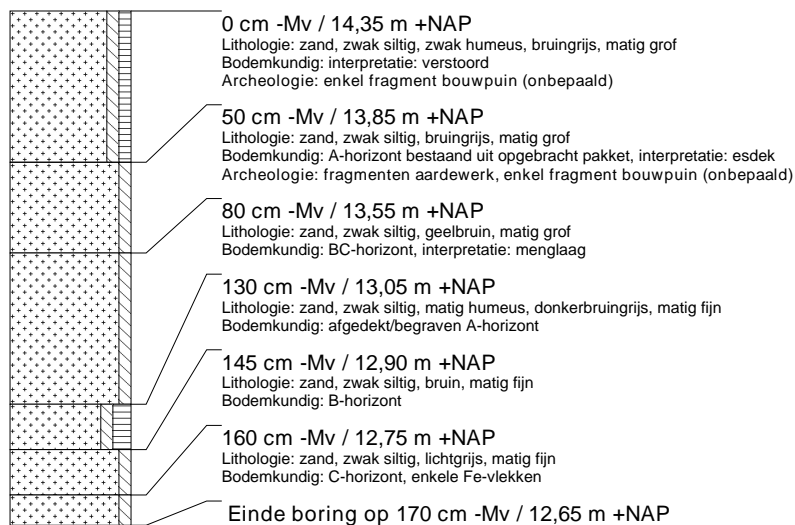 0 cm -Mv / 14,35 m +NAP
Lithologie: zand, zwak siltig, zwak humeus, bruingrijs, matig grof
Bodemkundig: interpretatie: verstoord
Archeologie: enkel fragment bouwpuin (onbepaald)
50 cm -Mv / 13,85 m +NAP
Lithologie: zand, zwak siltig, bruingrijs, matig grof
Bodemkundig: A-horizont bestaand uit opgebracht pakket, interpretatie: esdek
Archeologie: fragmenten aardewerk, enkel fragment bouwpuin (onbepaald)
80 cm -Mv / 13,55 m +NAP
Lithologie: zand, zwak siltig, geelbruin, matig grof
Bodemkundig: BC-horizont, interpretatie: menglaag
130 cm -Mv / 13,05 m +NAP
Lithologie: zand, zwak siltig, matig humeus, donkerbruingrijs, matig fijn
Bodemkundig: afgedekt/begraven A-horizont
145 cm -Mv / 12,90 m +NAP
Lithologie: zand, zwak siltig, bruin, matig fijn
Bodemkundig: B-horizont
160 cm -Mv / 12,75 m +NAP
Lithologie: zand, zwak siltig, lichtgrijs, matig fijn
Bodemkundig: C-horizont, enkele Fe-vlekken
Einde boring op 170 cm -Mv / 12,65 m +NAP